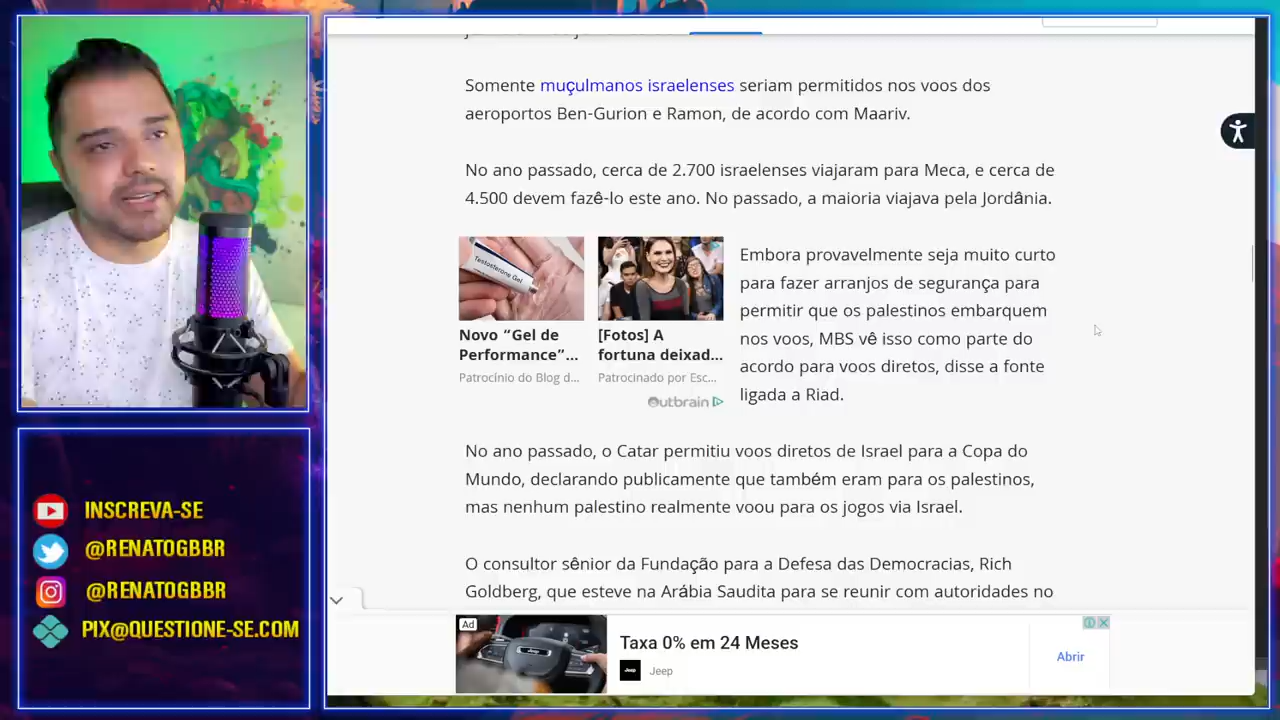 Somente muçulmanos israelenses seriam permitidos nos voos dos
aeroportos Ben-Gurion e Ramon, de acordo com Maariv.
No ano passado, cerca de 2.700 israelenses viajaram para Meca, e cerca de
4.500 devem fazê-lo este ano. No passado, a maioria viajava pela Jordânia.
Testosterone Gel
Novo “Gel de
Performance”...
Patrocínio do Blog d...
[Fotos] A
fortuna deixad...
Patrocinado por Esc...
Outbrain
Embora provavelmente seja muito curto
para fazer arranjos de segurança para
permitir que os palestinos embarquem
nos voos, MBS vê isso como parte do
acordo para voos diretos, disse a fonte
ligada a Riad.
No ano passado, o Catar permitiu voos diretos de Israel para a Copa do
Mundo, declarando publicamente que também eram para os palestinos,
mas nenhum palestino realmente voou para os jogos via Israel.
O consultor sênior da Fundação para a Defesa das Democracias, Rich
Goldberg, que esteve na Arábia Saudita para se reunir com autoridades no
INSCREVA-SE
@RENATOGBBR
@RENATOGBBR
PIX@QUESTIONE-SE.COM
Ad
Taxa 0% em 24 Meses
Jeep
Jeep
Abrir